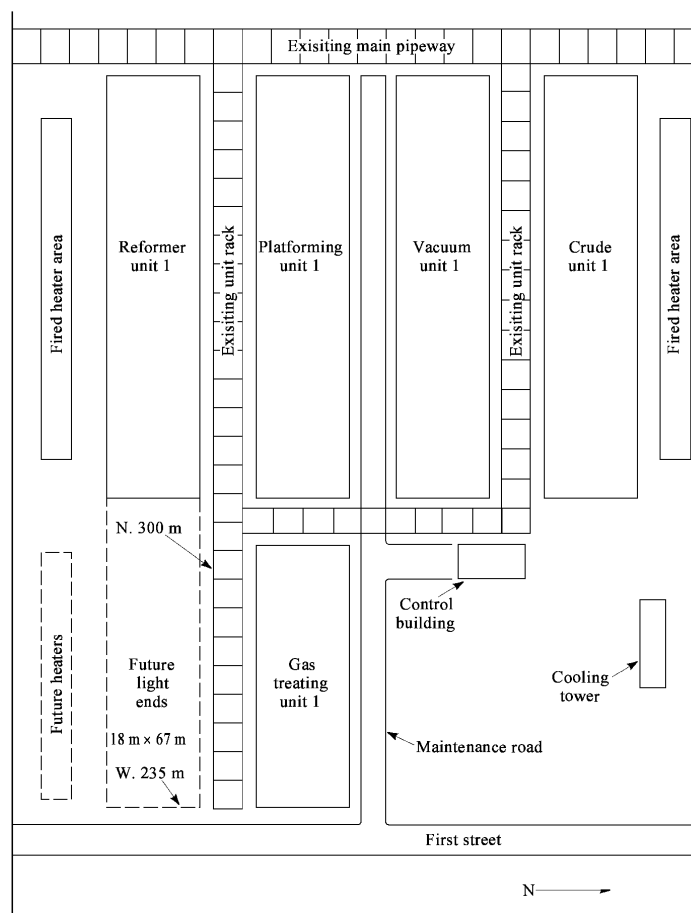 Exisiting main pipeway
Fired heater area
Reformer
unit 1
Exisiting unit rack
Platforming
unit 1
Vacuum
unit 1
Exisiting unit rack
Crude
unit 1
Fired heater area
N. 300 m
Future heaters
Future
light
ends
18 m × 67 m
W. 235 m
Gas
treating
unit 1
Control
building
Cooling
tower
Maintenance road
First street
N